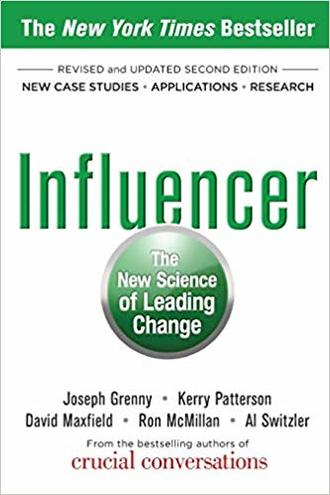 The New York Times Bestseller
REVISED and UPDATED SECOND EDITION
NEW CASE STUDIES • APPLICATIONS • RESEARCH
Influencer
The
New Science
of Leading
Change
Joseph Grenny • Kerry Patterson
David Maxfield • Ron McMillan • Al Switzler
From the bestselling authors of
crucial conversations